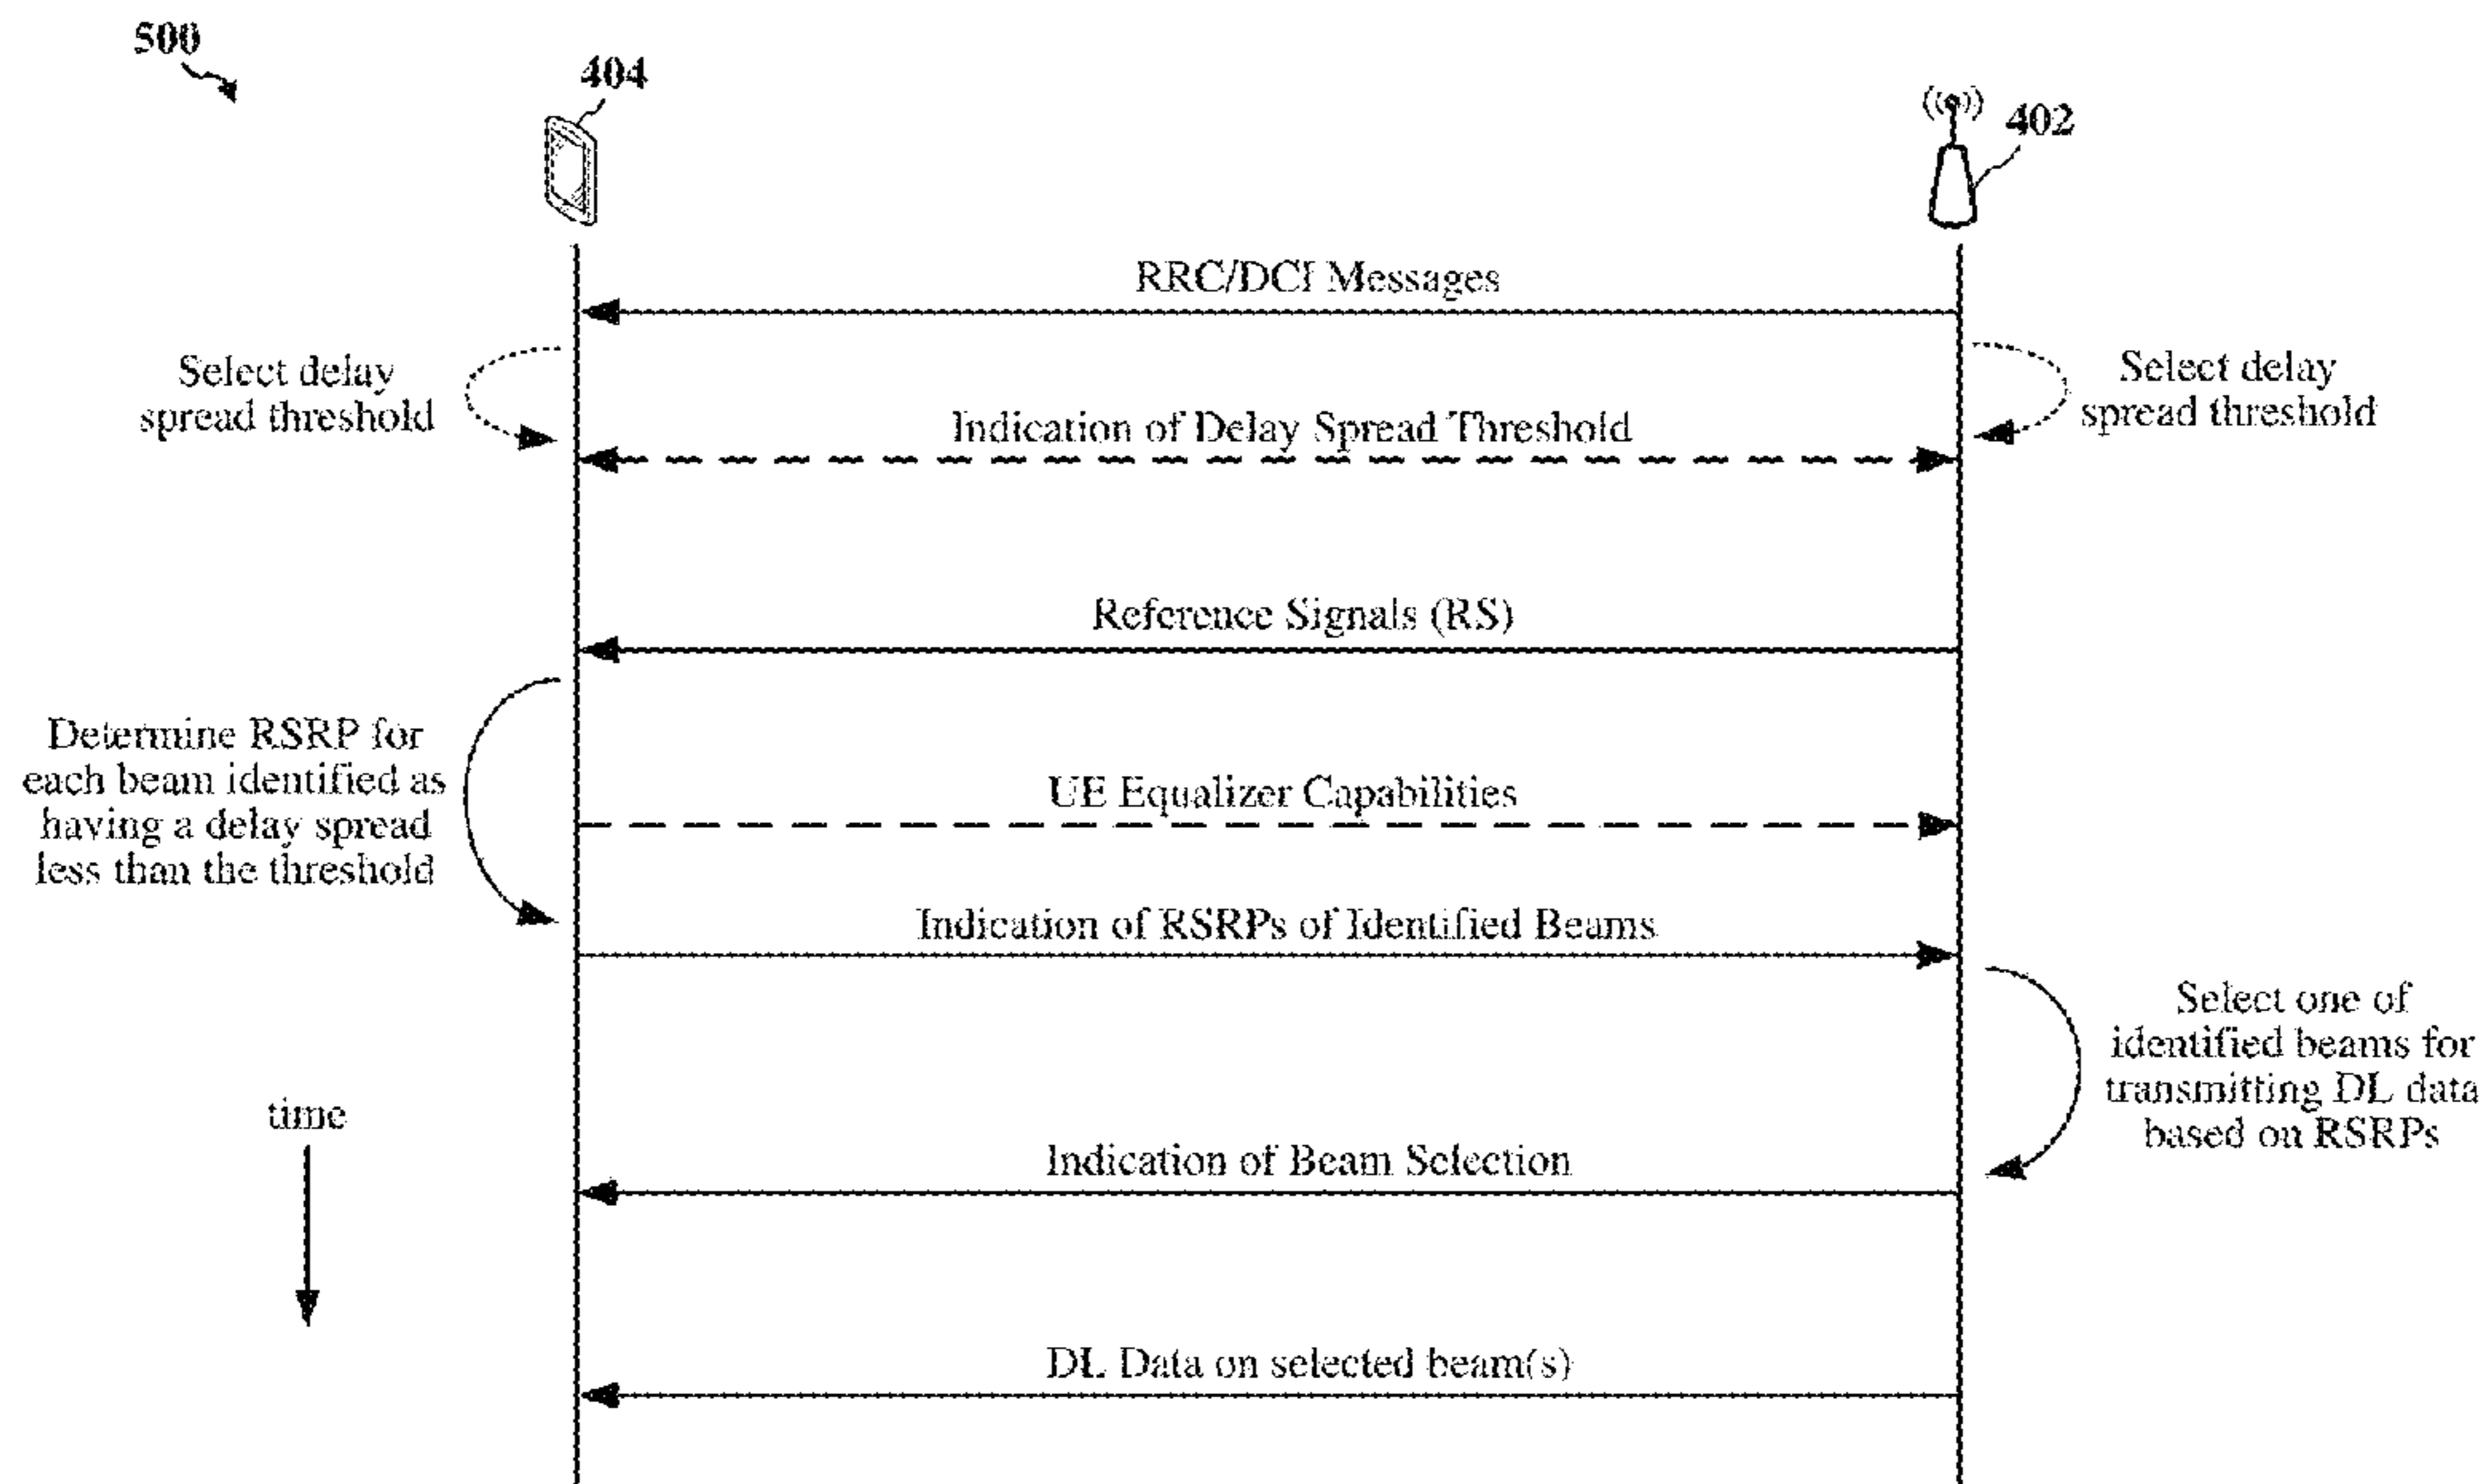 500
404
402
RRC/DCI Messages
Select delay
spread threshold
Select delay
spread threshold
Indication of Delay Spread Threshold
Reference Signals (RS)
Determine RSRP for
each beam identified as
having a delay spread
less than the threshold
UE Equalizer Capabilities
Indication of RSRPs of Identified Beams
Select one of
identified beams for
transmitting DL data
based on RSRPs
time
Indication of Beam Selection
DL Data on selected beam(s)